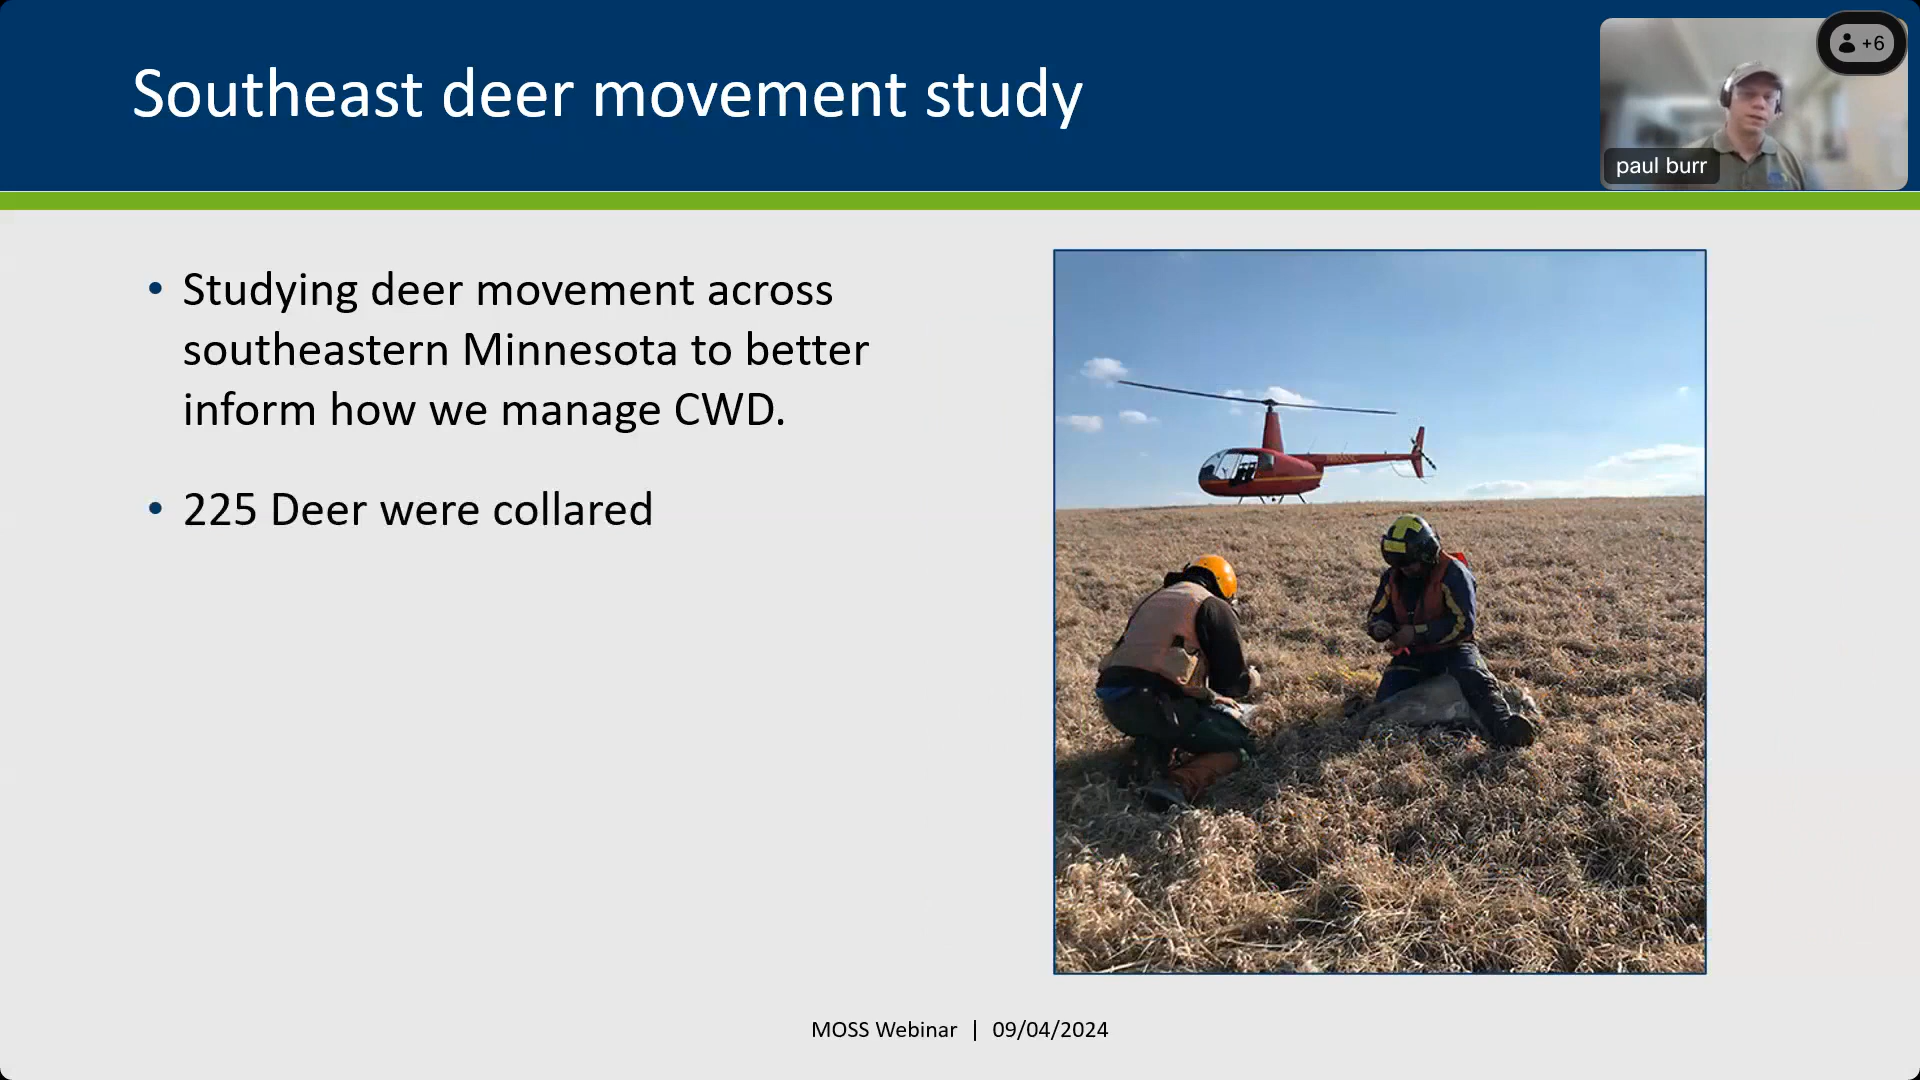 Southeast deer movement study
+6
paul burr
• Studying deer movement across
southeastern Minnesota to better
inform how we manage CWD.
• 225 Deer were collared
MOSS Webinar | 09/04/2024